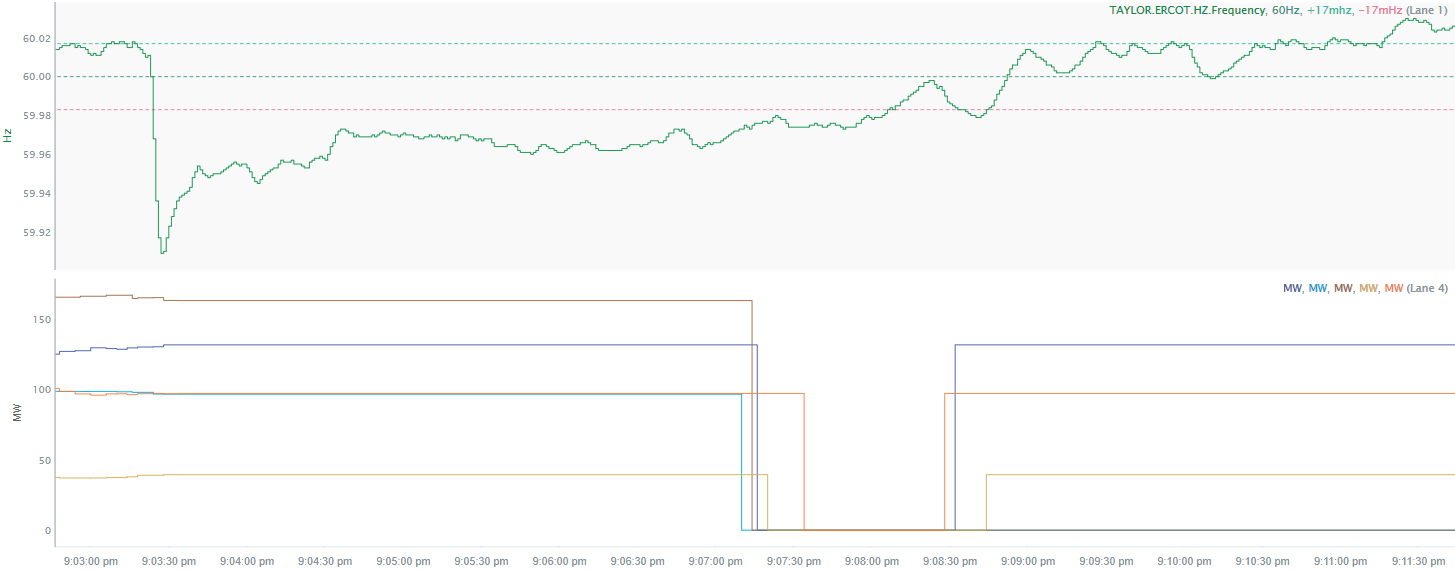 TAYLOR.ERCOT.HZ.Frequency, 60Hz, +17mhz, -17mHz (Lane 1)
60.02
60.00
59.98
59.96
59.94
59.92
Hz
MW, MW, MW, MW, MW (Lane 4)
150
100
50
0
MW
9:03:00 pm 9:03:30 pm 9:04:00 pm 9:04:30 pm 9:05:00 pm 9:05:30 pm 9:06:00 pm 9:06:30 pm 9:07:00 pm 9:07:30 pm 9:08:00 pm 9:08:30 pm 9:09:00 pm 9:09:30 pm 9:10:00 pm 9:10:30 pm 9:11:00 pm 9:11:30 pm